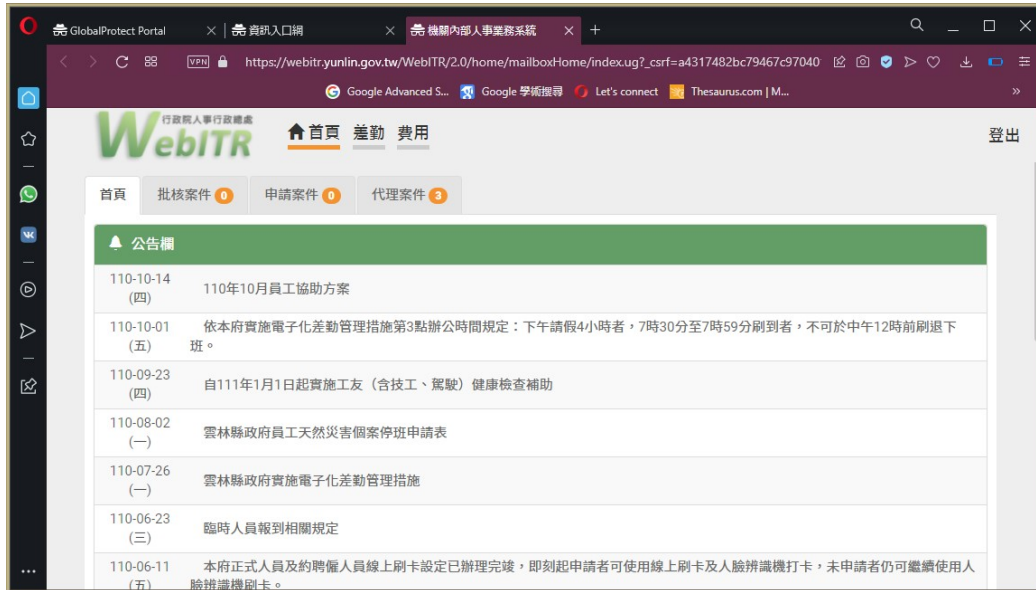 GlobalProtect Portal
資訊入口網
機關內部人事業務系統
VPN
https://webitr.yunlin.gov.tw/WebITR/2.0/home/mailboxHome/index.ug?_csrf=a4317482bc79467c97040
Google Advanced S...
Google 學術搜尋
Let's connect
Thesaurus.com | M...
行政院人事行政總處
WebITR
首頁 差勤 費用
登出
首頁 批核案件 0 申請案件 0 代理案件 3
公告欄
110-10-14
(四)
110年10月員工協助方案
110-10-01
(五)
依本府實施電子化差勤管理措施第3點辦公時間規定：下午請假4小時者，7時30分至7時59分刷到者，不可於中午12時前刷退下
班。
110-09-23
(四)
自111年1月1日起實施工友（含技工、駕駛）健康檢查補助
110-08-02
(一)
雲林縣政府員工天然災害個案停班申請表
110-07-26
(一)
雲林縣政府實施電子化差勤管理措施
110-06-23
(三)
臨時人員報到相關規定
110-06-11
(五)
本府正式人員及約聘僱人員線上刷卡設定已辦理完竣，即刻起申請者可使用線上刷卡及人臉辨識機打卡，未申請者仍可繼續使用人
臉辨識機刷卡。